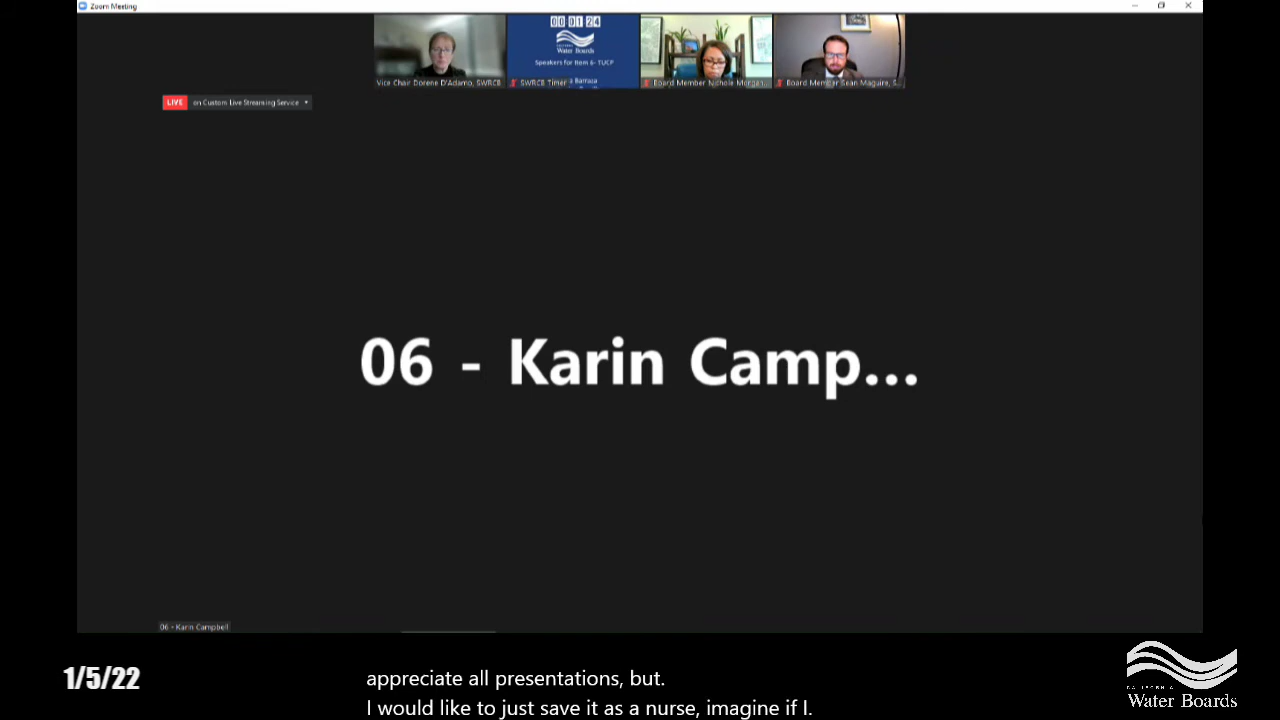 Zoom Meeting
00 01 24
CALIFORNIA
Water Boards
Speakers for Item 6- TUCP
Vice Chair Dorene D'Adamo, SWRCB
SWRCB Timer
Barruza
Board Member Nichole Morgan...
Board Member Sean Maguire, S...
LIVE on Custom Live Streaming Service
06 - Karin Camp...
06 - Karin Campbell
1/5/22
appreciate all presentations, but.
I would like to just save it as a nurse, imagine if I.
CALIFORNIA
Water Boards